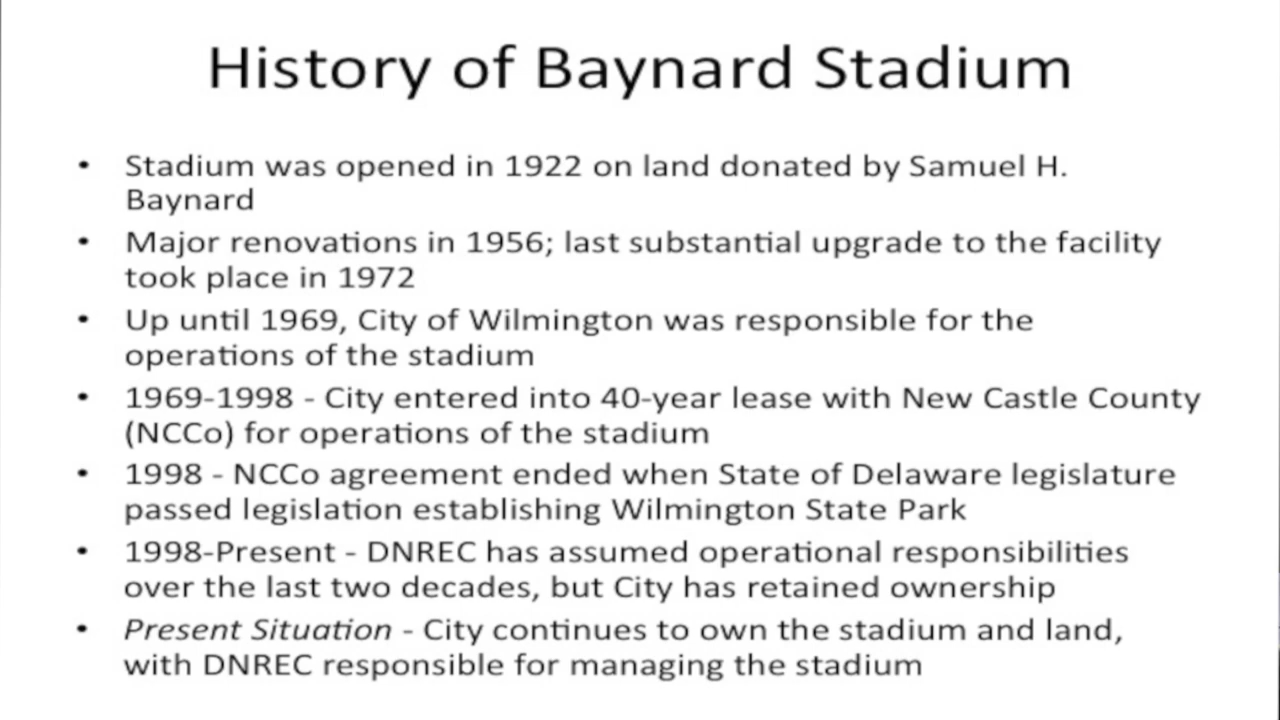 History of Baynard Stadium
• Stadium was opened in 1922 on land donated by Samuel H.
Baynard
• Major renovations in 1956; last substantial upgrade to the facility
took place in 1972
• Up until 1969, City of Wilmington was responsible for the
operations of the stadium
• 1969-1998 - City entered into 40-year lease with New Castle County
(NCCo) for operations of the stadium
• 1998 - NCCo agreement ended when State of Delaware legislature
passed legislation establishing Wilmington State Park
• 1998-Present - DNREC has assumed operational responsibilities
over the last two decades, but City has retained ownership
• Present Situation - City continues to own the stadium and land,
with DNREC responsible for managing the stadium